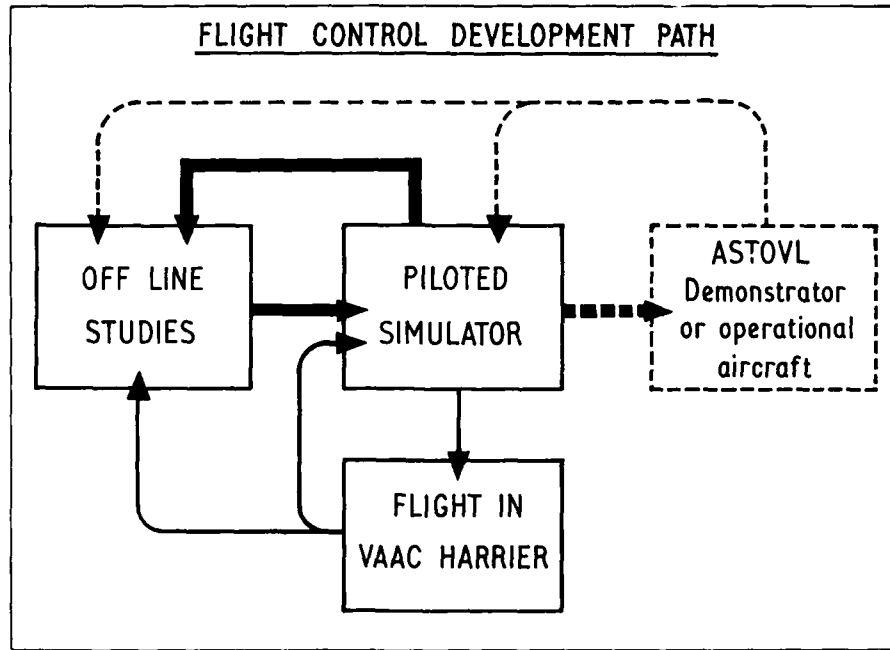 FLIGHT CONTROL DEVELOPMENT PATH
OFF LINE
STUDIES
PILOTED
SIMULATOR
ASTOVL
Demonstrator
or operational
aircraft
FLIGHT IN
VAAC HARRIER